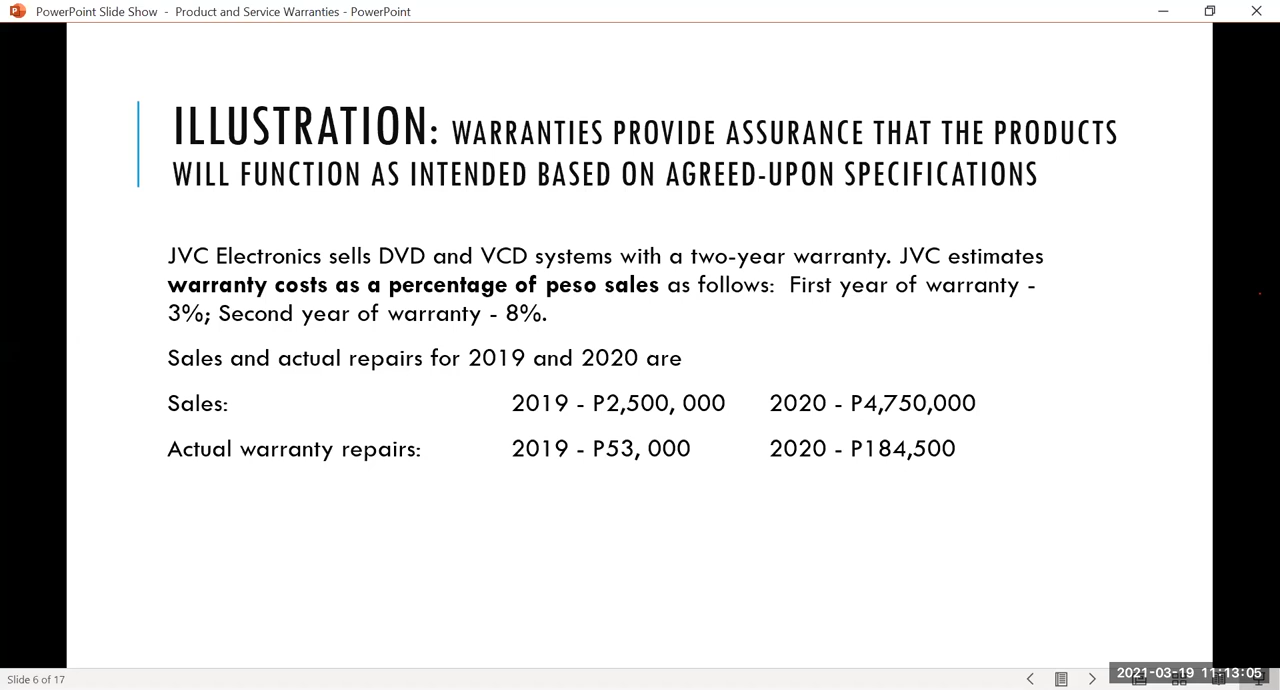 PowerPoint Slide Show - Product and Service Warranties - PowerPoint
ILLUSTRATION: WARRANTIES PROVIDE ASSURANCE THAT THE PRODUCTS
WILL FUNCTION AS INTENDED BASED ON AGREED-UPON SPECIFICATIONS
JVC Electronics sells DVD and VCD systems with a two-year warranty. JVC estimates
warranty costs as a percentage of peso sales as follows: First year of warranty -
3%; Second year of warranty - 8%.
Sales and actual repairs for 2019 and 2020 are
Sales: 2019 - P2,500, 000 2020 - P4,750,000
Actual warranty repairs: 2019 - P53, 000 2020 - P184,500
Slide 6 of 17
2021-03-19 11:13:05